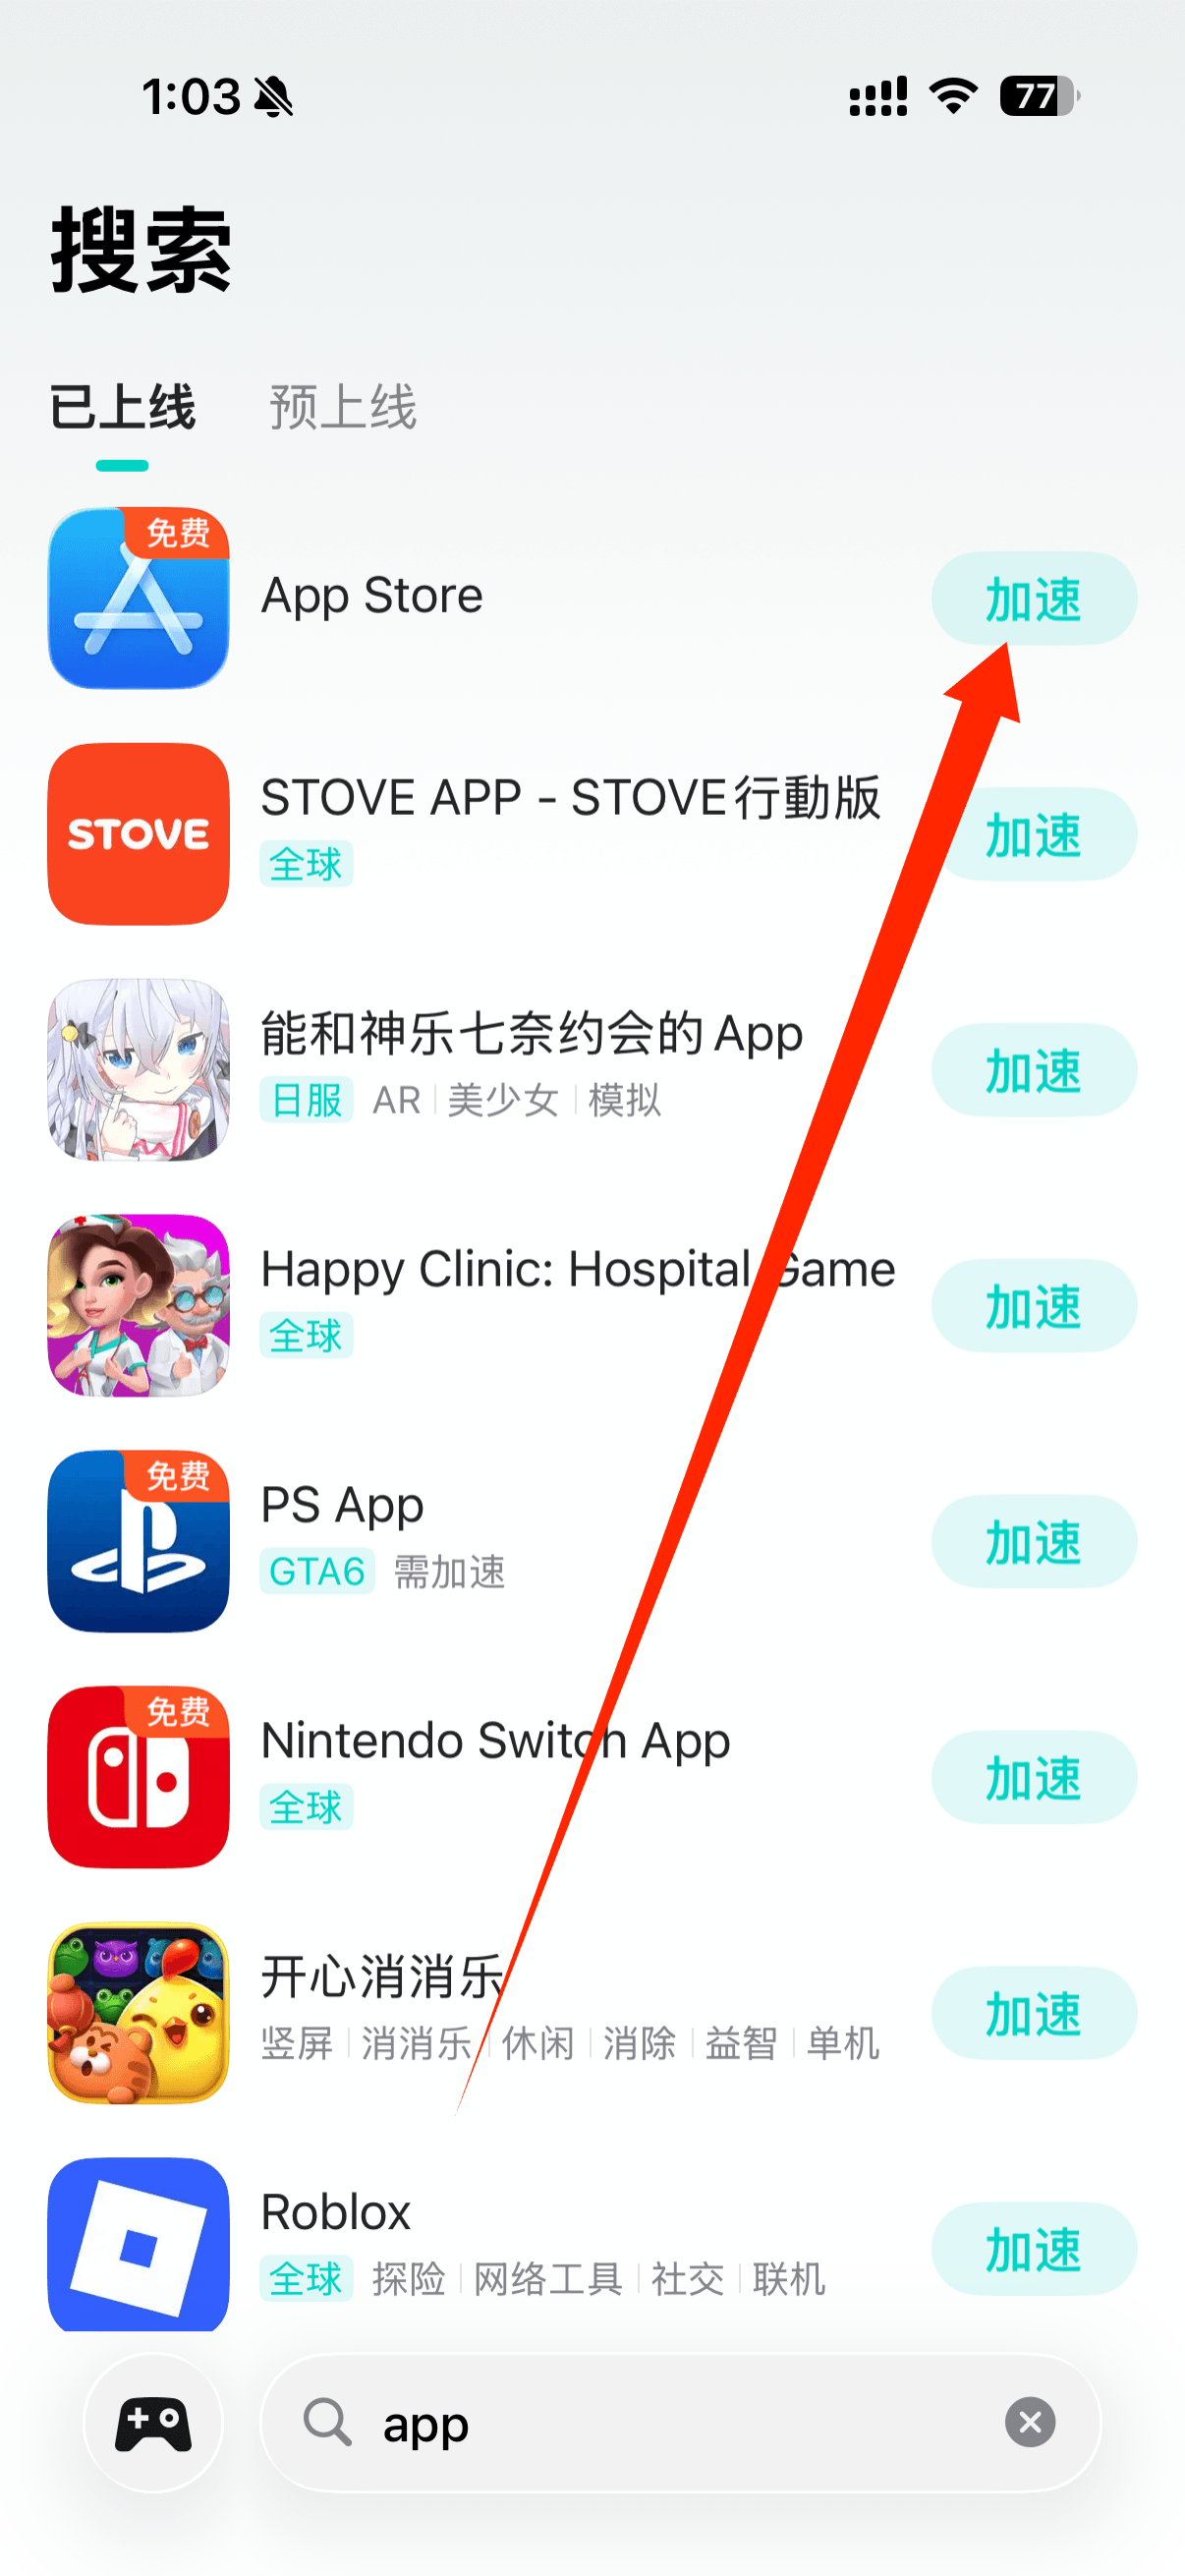 1:03
77
搜索
已上线 预上线
免费
App Store
加速
STOVE
STOVE APP - STOVE行動版
全球
加速
能和神乐七奈约会的App
日服 AR 美少女 模拟
加速
Happy Clinic: Hospital Game
全球
加速
免费
PS App
GTA6 需加速
加速
免费
Nintendo Switch App
全球
加速
开心消消乐
竖屏 消消乐 休闲 消除 益智 单机
加速
Roblox
全球 探险 网络工具 社交 联机
加速
app